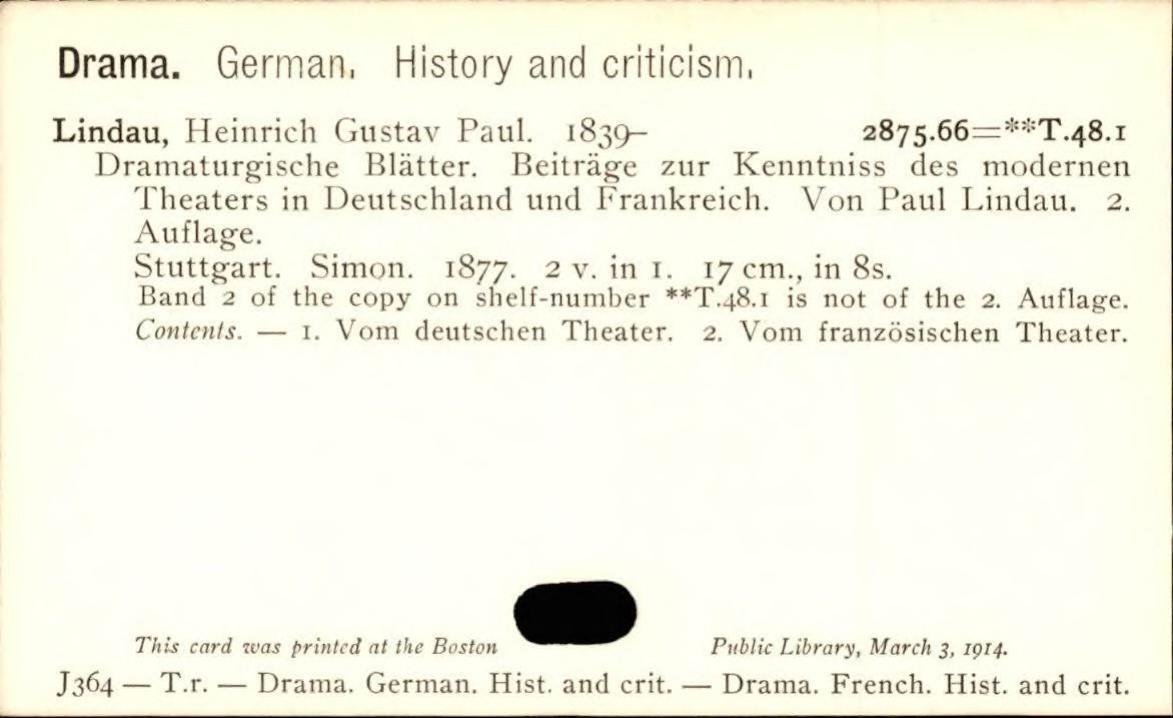 Drama. German. History and criticism.
Lindau, Heinrich Gustav Paul. 1839– 2875.66=**T.48.1
Dramaturgische Blätter. Beiträge zur Kenntniss des modernen
Theaters in Deutschland und Frankreich. Von Paul Lindau. 2.
Auflage.
Stuttgart. Simon. 1877. 2 v. in 1. 17 cm., in 8s.
Band 2 of the copy on shelf-number **T.48.1 is not of the 2. Auflage.
Contents. — 1. Vom deutschen Theater. 2. Vom französischen Theater.
This card was printed at the Boston Public Library, March 3, 1914.
J364 — T.r. — Drama. German. Hist. and crit. — Drama. French. Hist. and crit.